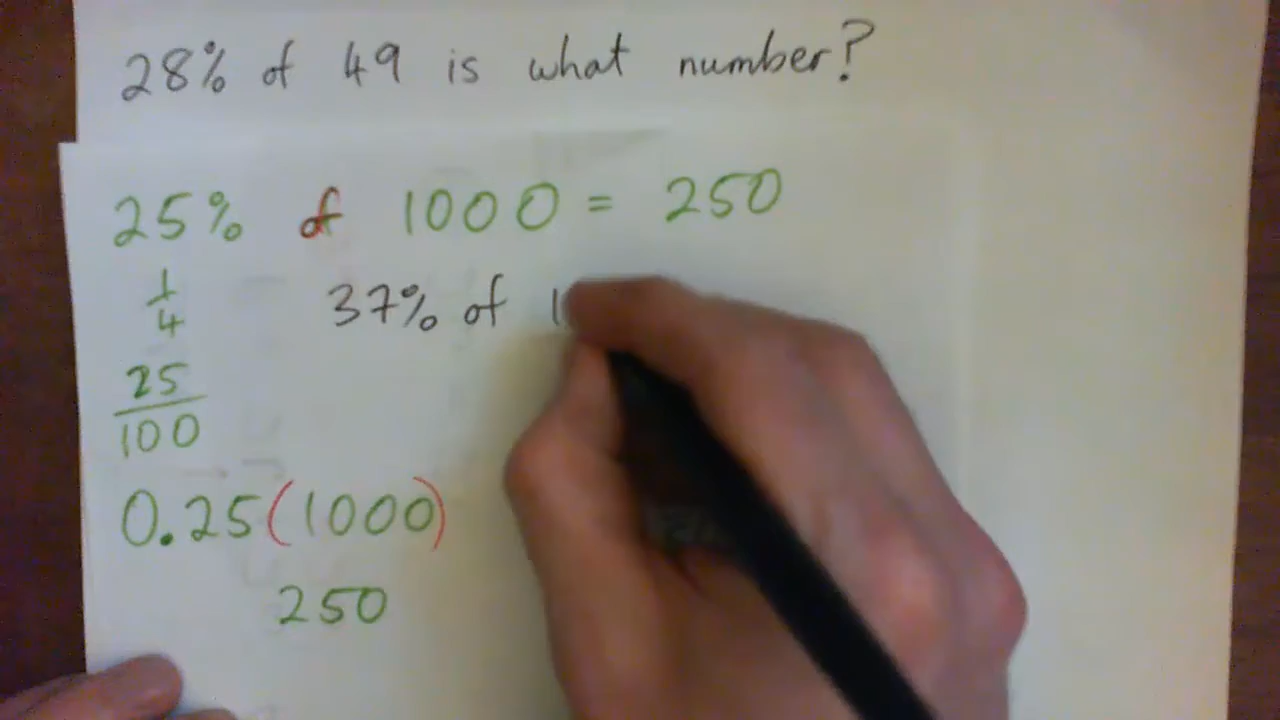 28% of 49 is what number?
25% of 1000 = 250
1
4
37% of 1
25
100
0.25(1000)
250